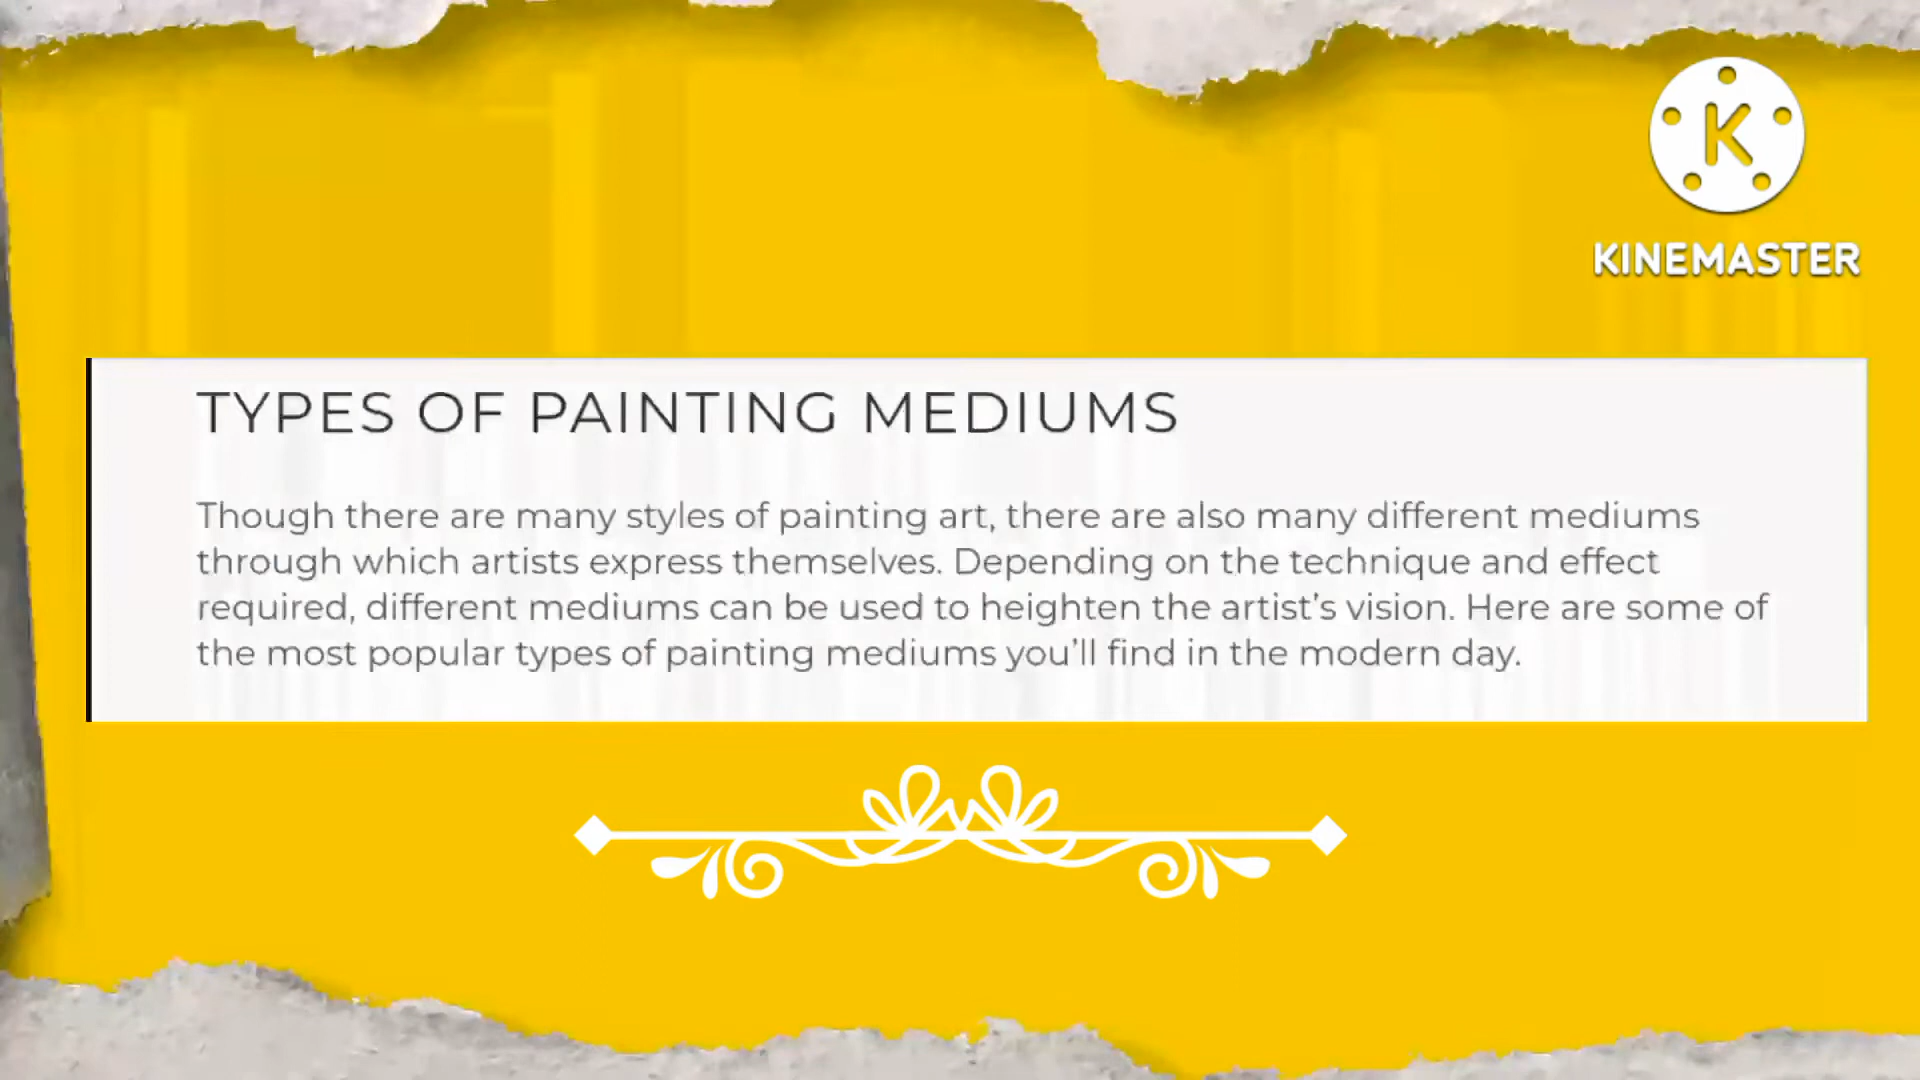 K
KINEMASTER
TYPES OF PAINTING MEDIUMS
Though there are many styles of painting art, there are also many different mediums
through which artists express themselves. Depending on the technique and effect
required, different mediums can be used to heighten the artist’s vision. Here are some of
the most popular types of painting mediums you’ll find in the modern day.